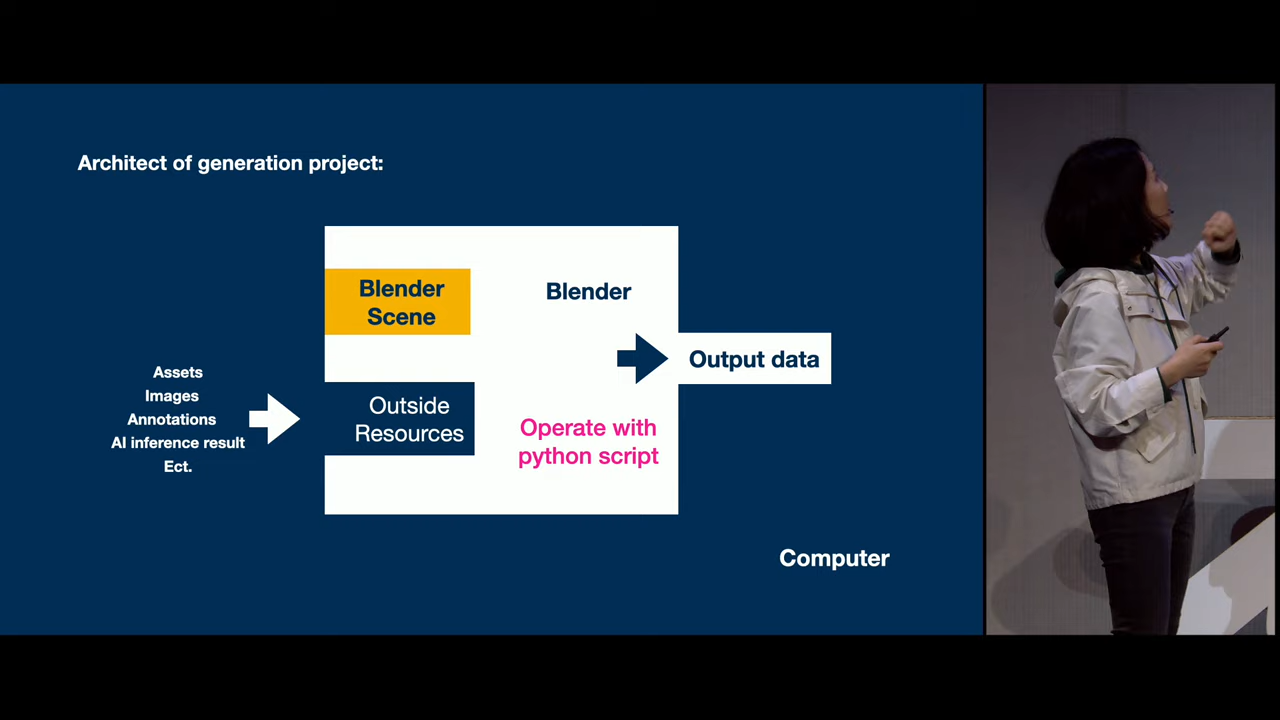 Architect of generation project:
Blender
Scene
Blender
Assets
Images
Annotations
AI inference result
Ect.
Outside
Resources
Output data
Operate with
python script
Computer